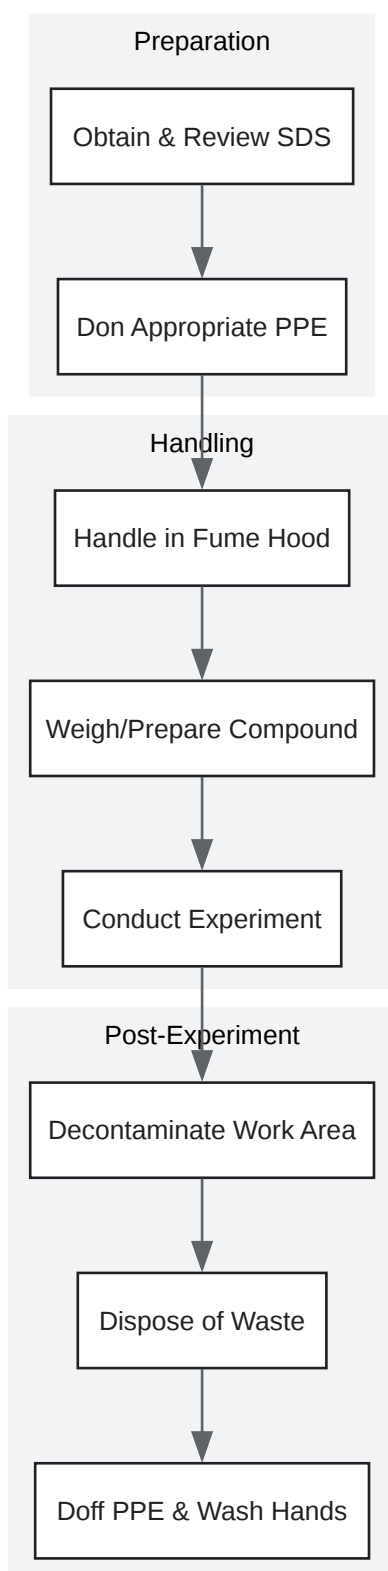 Preparation
Obtain & Review SDS
Don Appropriate PPE
Handling
Handle in Fume Hood
Weigh/Prepare Compound
Conduct Experiment
Post-Experiment
Decontaminate Work Area
Dispose of Waste
Doff PPE & Wash Hands